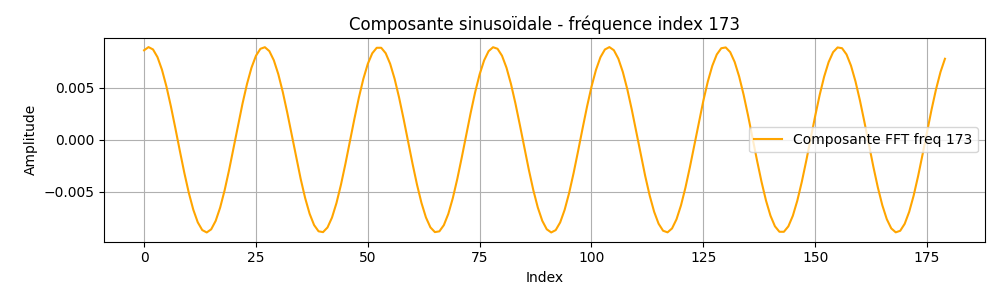 Composante sinusoïdale - fréquence index 173
Amplitude
0.005
0.000
−0.005
Composante FFT freq 173
0 25 50 75 100 125 150 175
Index